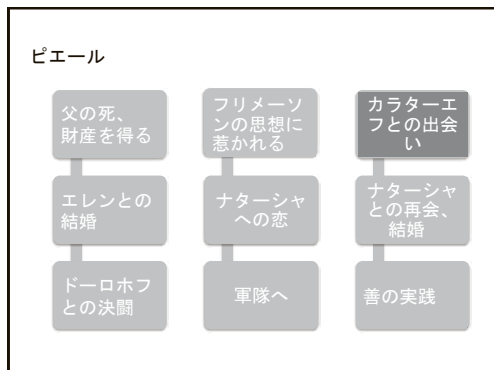 ピエール
父の死、
財産を得る
エレンとの
結婚
ドーロホフ
との決闘
フリメーソ
ンの思想に
惹かれる
ナターシャ
への恋
軍隊へ
カラターエ
フとの出会
い
ナターシャ
との再会、
結婚
善の実践